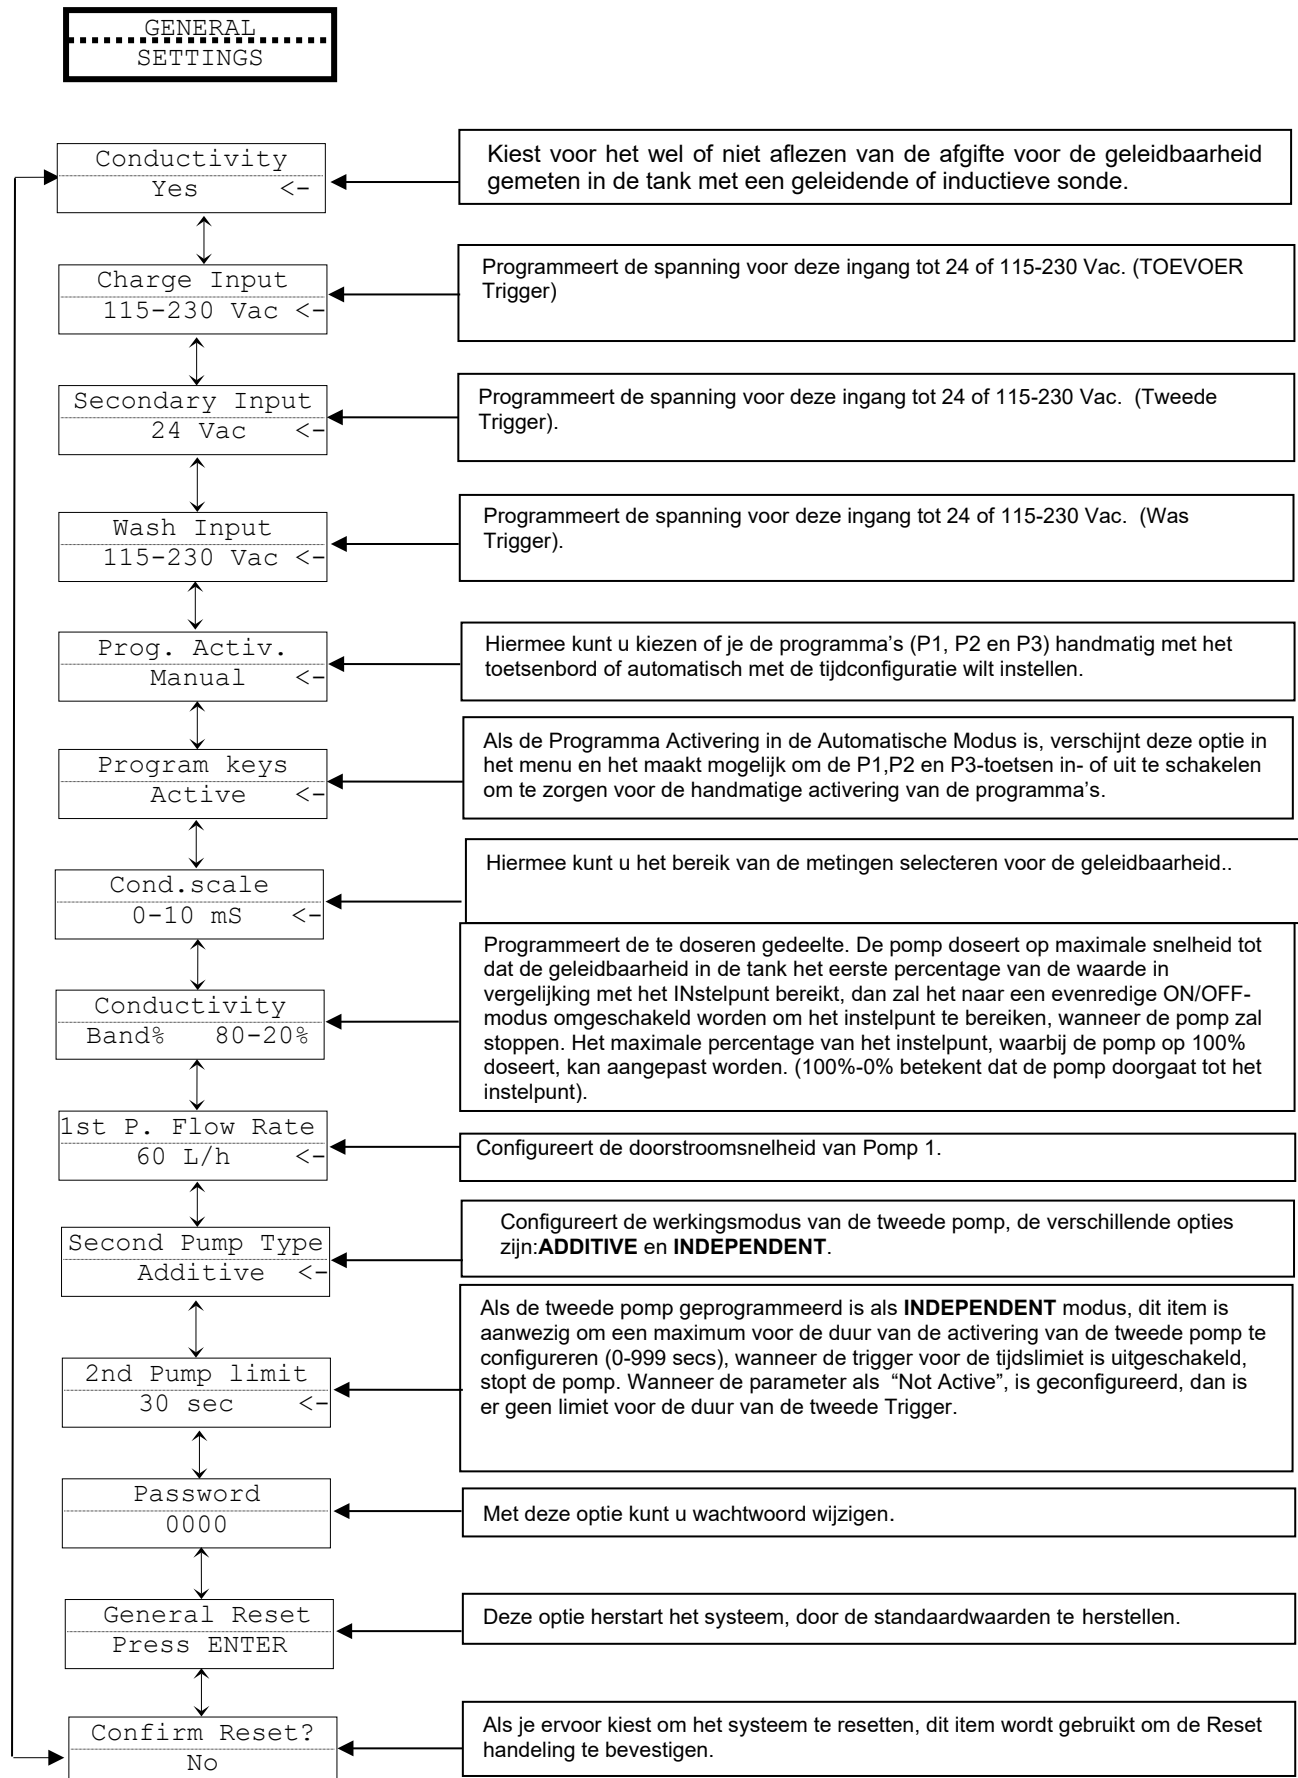 GENERAL
SETTINGS
Conductivity
Yes <-
Kiest voor het wel of niet aflezen van de afgifte voor de geleidbaarheid
gemeten in de tank met een geleidende of inductieve sonde.
Charge Input
115-230 Vac <-
Programmeert de spanning voor deze ingang tot 24 of 115-230 Vac. (TOEVOER
Trigger)
Secondary Input
24 Vac <-
Programmeert de spanning voor deze ingang tot 24 of 115-230 Vac. (Tweede
Trigger).
Wash Input
115-230 Vac <-
Programmeert de spanning voor deze ingang tot 24 of 115-230 Vac. (Was
Trigger).
Prog. Activ.
Manual <-
Hiermee kunt u kiezen of je de programma’s (P1, P2 en P3) handmatig met het
toetsenbord of automatisch met de tijdconfiguratie wilt instellen.
Program keys
Active <-
Als de Programma Activering in de Automatische Modus is, verschijnt deze optie in
het menu en het maakt mogelijk om de P1,P2 en P3-toetsen in- of uit te schakelen
om te zorgen voor de handmatige activering van de programma’s.
Cond.scale
0-10 mS <-
Hiermee kunt u het bereik van de metingen selecteren voor de geleidbaarheid..
Conductivity
Band% 80-20%
Programmeert de te doseren gedeelte. De pomp doseert op maximale snelheid tot
dat de geleidbaarheid in de tank het eerste percentage van de waarde in
vergelijking met het INstelpunt bereikt, dan zal het naar een evenredige ON/OFF-
modus omgeschakeld worden om het instelpunt te bereiken, wanneer de pomp zal
stoppen. Het maximale percentage van het instelpunt, waarbij de pomp op 100%
doseert, kan aangepast worden. (100%-0% betekent dat de pomp doorgaat tot het
instelpunt).
1st P. Flow Rate
60 L/h <-
Configureert de doorstroomsnelheid van Pomp 1.
Second Pump Type
Additive <-
Configureert de werkingsmodus van de tweede pomp, de verschillende opties
zijn:ADDITIVE en INDEPENDENT.
2nd Pump limit
30 sec <-
Als de tweede pomp geprogrammeerd is als INDEPENDENT modus, dit item is
aanwezig om een maximum voor de duur van de activering van de tweede pomp te
configureren (0-999 secs), wanneer de trigger voor de tijdslimiet is uitgeschakeld,
stopt de pomp. Wanneer de parameter als “Not Active”, is geconfigureerd, dan is
er geen limiet voor de duur van de tweede Trigger.
Password
0000
Met deze optie kunt u wachtwoord wijzigen.
General Reset
Press ENTER
Deze optie herstart het systeem, door de standaardwaarden te herstellen.
Confirm Reset?
No
Als je ervoor kiest om het systeem te resetten, dit item wordt gebruikt om de Reset
handeling te bevestigen.